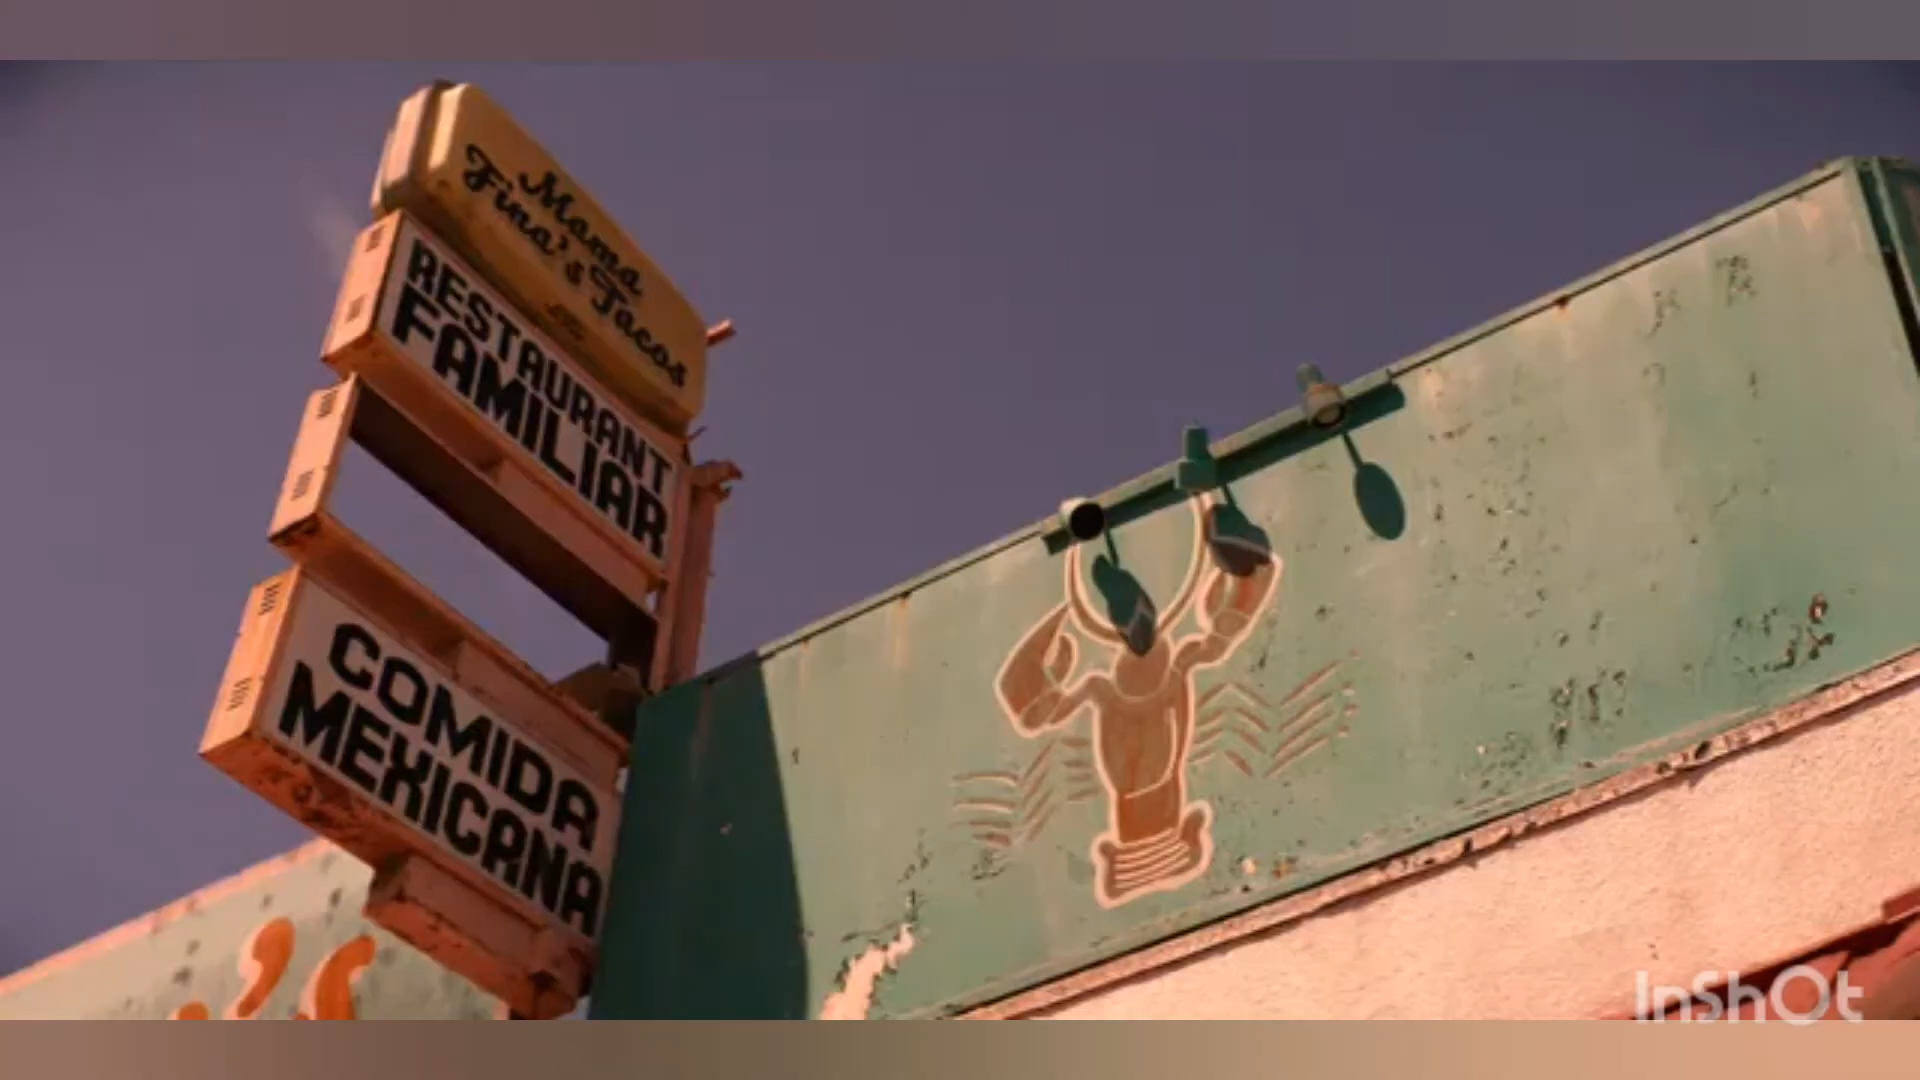 Mama
Fina's Tacos
RESTAURANT
FAMILIAR
COMIDA
MEXICANA
's
InShOt